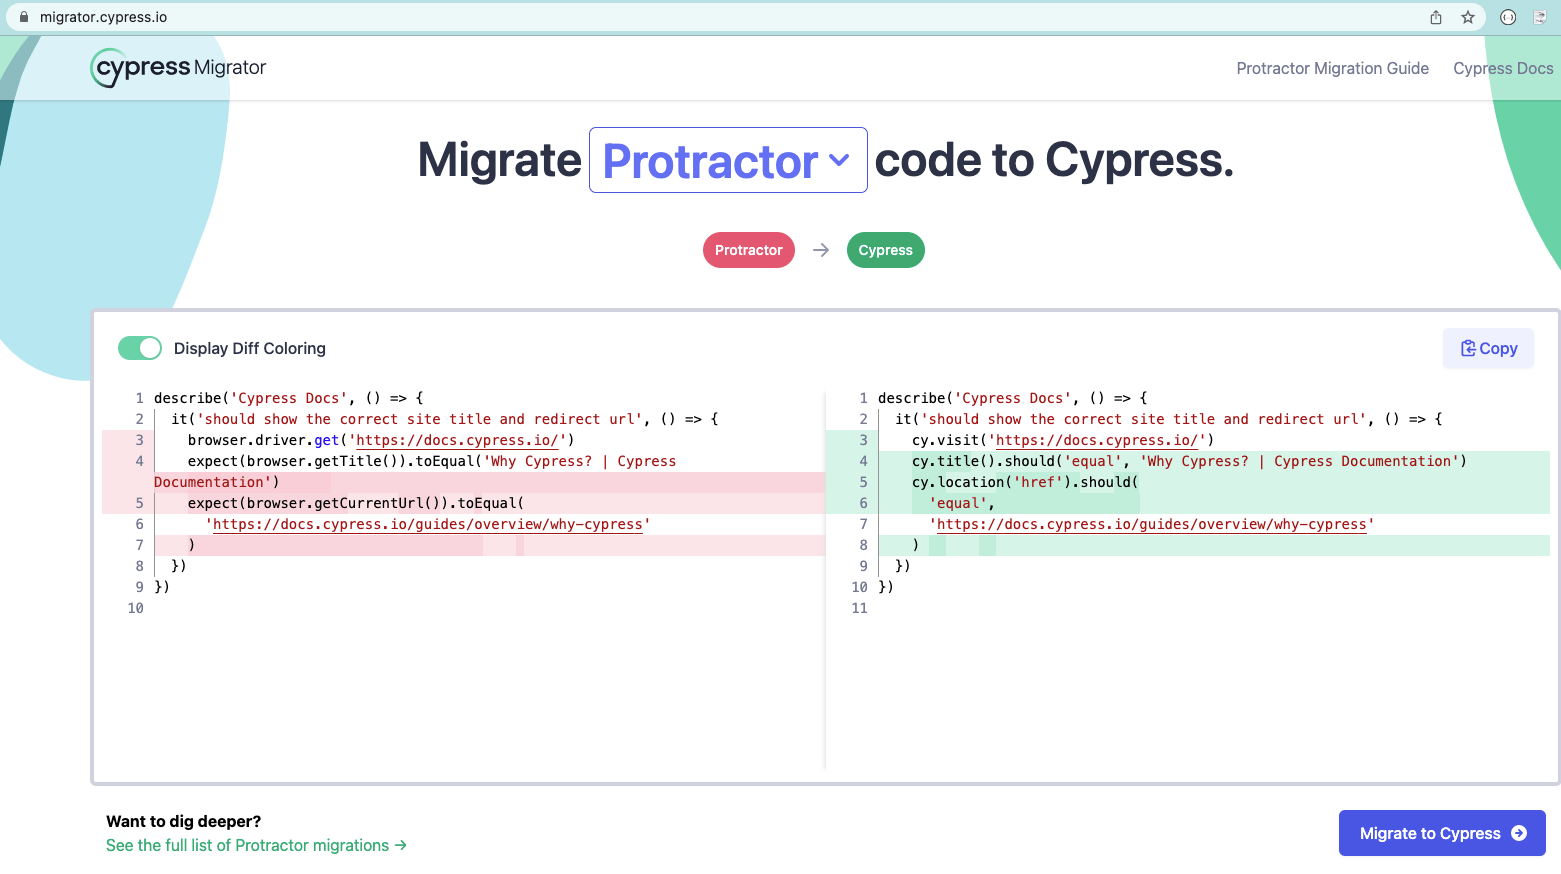 migrator.cypress.io
cypress Migrator
Protractor Migration Guide Cypress Docs
Migrate Protractor code to Cypress.
Protractor → Cypress
Display Diff Coloring
Copy
1 describe('Cypress Docs', () => {
2 it('should show the correct site title and redirect url', () => {
3 browser.driver.get('https://docs.cypress.io/')
4 expect(browser.getTitle()).toEqual('Why Cypress? | Cypress
Documentation')
5 expect(browser.getCurrentUrl()).toEqual(
6 'https://docs.cypress.io/guides/overview/why-cypress'
7 )
8 })
9 })
10
1 describe('Cypress Docs', () => {
2 it('should show the correct site title and redirect url', () => {
3 cy.visit('https://docs.cypress.io/')
4 cy.title().should('equal', 'Why Cypress? | Cypress Documentation')
5 cy.location('href').should(
6 'equal',
7 'https://docs.cypress.io/guides/overview/why-cypress'
8 )
9 })
10 })
11
Want to dig deeper?
See the full list of Protractor migrations →
Migrate to Cypress